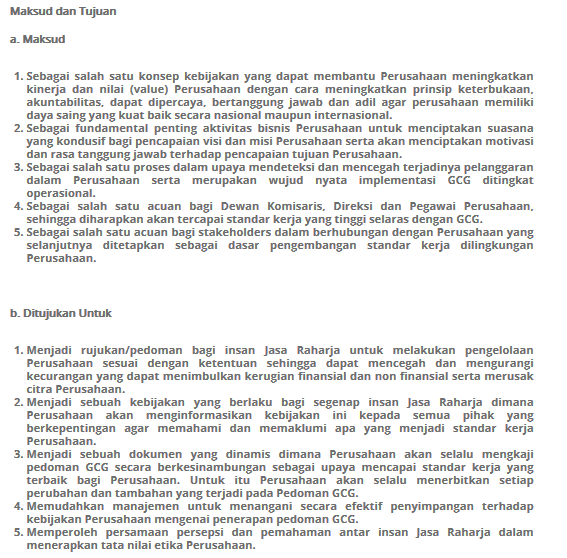 Maksud dan Tujuan
a. Maksud
1. Sebagai salah satu konsep kebijakan yang dapat membantu Perusahaan meningkatkan
kinerja dan nilai (value) Perusahaan dengan cara meningkatkan prinsip keterbukaan,
akuntabilitas, dapat dipercaya, bertanggung jawab dan adil agar perusahaan memiliki
daya saing yang kuat baik secara nasional maupun internasional.
2. Sebagai fundamental penting aktivitas bisnis Perusahaan untuk menciptakan suasana
yang kondusif bagi pencapaian visi dan misi Perusahaan serta akan menciptakan motivasi
dan rasa tanggung jawab terhadap pencapaian tujuan Perusahaan.
3. Sebagai salah satu proses dalam upaya mendeteksi dan mencegah terjadinya pelanggaran
dalam Perusahaan serta merupakan wujud nyata implementasi GCG ditingkat
operasional.
4. Sebagai salah satu acuan bagi Dewan Komisaris, Direksi dan Pegawai Perusahaan,
sehingga diharapkan akan tercapai standar kerja yang tinggi selaras dengan GCG.
5. Sebagai salah satu acuan bagi stakeholders dalam berhubungan dengan Perusahaan yang
selanjutnya ditetapkan sebagai dasar pengembangan standar kerja dilingkungan
Perusahaan.
b. Ditujukan Untuk
1. Menjadi rujukan/pedoman bagi insan Jasa Raharja untuk melakukan pengelolaan
Perusahaan sesuai dengan ketentuan sehingga dapat mencegah dan mengurangi
kecurangan yang dapat menimbulkan kerugian finansial dan non finansial serta merusak
citra Perusahaan.
2. Menjadi sebuah kebijakan yang berlaku bagi segenap insan Jasa Raharja dimana
Perusahaan akan menginformasikan kebijakan ini kepada semua pihak yang
berkepentingan agar memahami dan memaklumi apa yang menjadi standar kerja
Perusahaan.
3. Menjadi sebuah dokumen yang dinamis dimana Perusahaan akan selalu mengkaji
pedoman GCG secara berkesinambungan sebagai upaya mencapai standar kerja yang
terbaik bagi Perusahaan. Untuk itu Perusahaan akan selalu menerbitkan setiap
perubahan dan tambahan yang terjadi pada Pedoman GCG.
4. Memudahkan manajemen untuk menangani secara efektif penyimpangan terhadap
kebijakan Perusahaan mengenai penerapan pedoman GCG.
5. Memperoleh persamaan persepsi dan pemahaman antar insan Jasa Raharja dalam
menerapkan tata nilai etika Perusahaan.